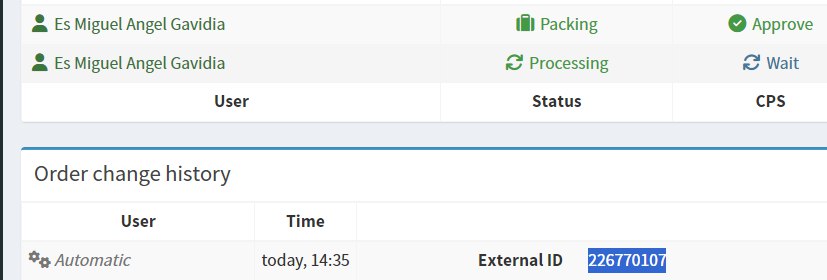 Es Miguel Angel Gavidia Packing Approve
Es Miguel Angel Gavidia Processing Wait
User Status CPS
Order change history
User Time
Automatic today, 14:35 External ID 226770107